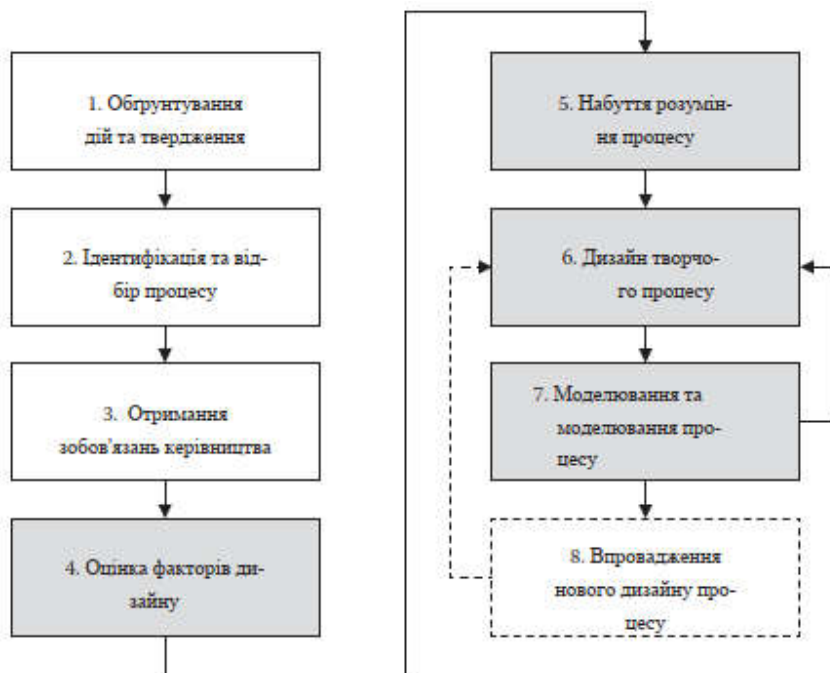 1. Обґрунтування
дій та твердження
2. Ідентифікація та від-
бір процесу
3. Отримання
зобов'язань керівництва
4. Оцінка факторів ди-
зайну
5. Набуття розумін-
ня процесу
6. Дизайн творчо-
го процесу
7. Моделювання та
моделювання про-
цесу
8. Впровадження
нового дизайну про-
цесу